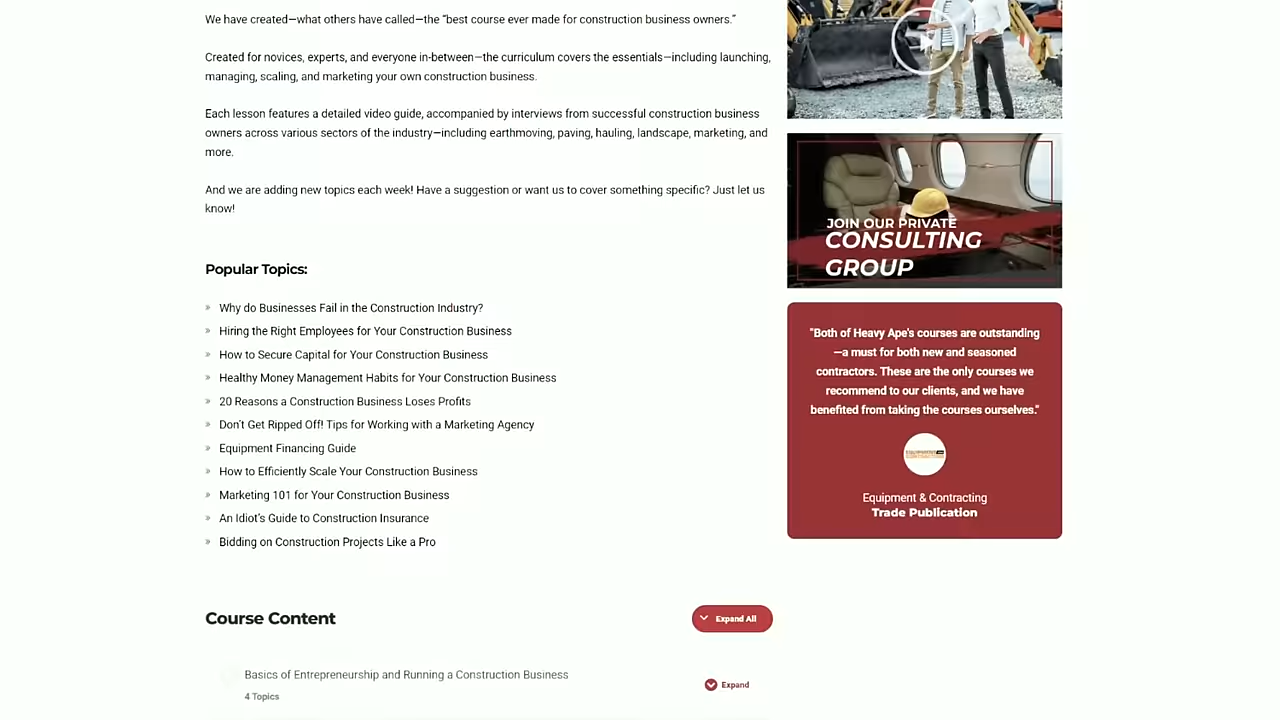 We have created—what others have called—the “best course ever made for construction business owners.”
Created for novices, experts, and everyone in-between—the curriculum covers the essentials—including launching,
managing, scaling, and marketing your own construction business.
Each lesson features a detailed video guide, accompanied by interviews from successful construction business
owners across various sectors of the industry—including earthmoving, paving, hauling, landscape, marketing, and
more.
And we are adding new topics each week! Have a suggestion or want us to cover something specific? Just let us
know!
Popular Topics:
» Why do Businesses Fail in the Construction Industry?
» Hiring the Right Employees for Your Construction Business
» How to Secure Capital for Your Construction Business
» Healthy Money Management Habits for Your Construction Business
» 20 Reasons a Construction Business Loses Profits
» Don’t Get Ripped Off! Tips for Working with a Marketing Agency
» Equipment Financing Guide
» How to Efficiently Scale Your Construction Business
» Marketing 101 for Your Construction Business
» An Idiot’s Guide to Construction Insurance
» Bidding on Construction Projects Like a Pro
Course Content
Expand All
Basics of Entrepreneurship and Running a Construction Business
4 Topics
Expand
JOIN OUR PRIVATE
CONSULTING
GROUP
"Both of Heavy Ape's courses are outstanding
—a must for both new and seasoned
contractors. These are the only courses we
recommend to our clients, and we have
benefited from taking the courses ourselves."
Equipment & Contracting
Trade Publication